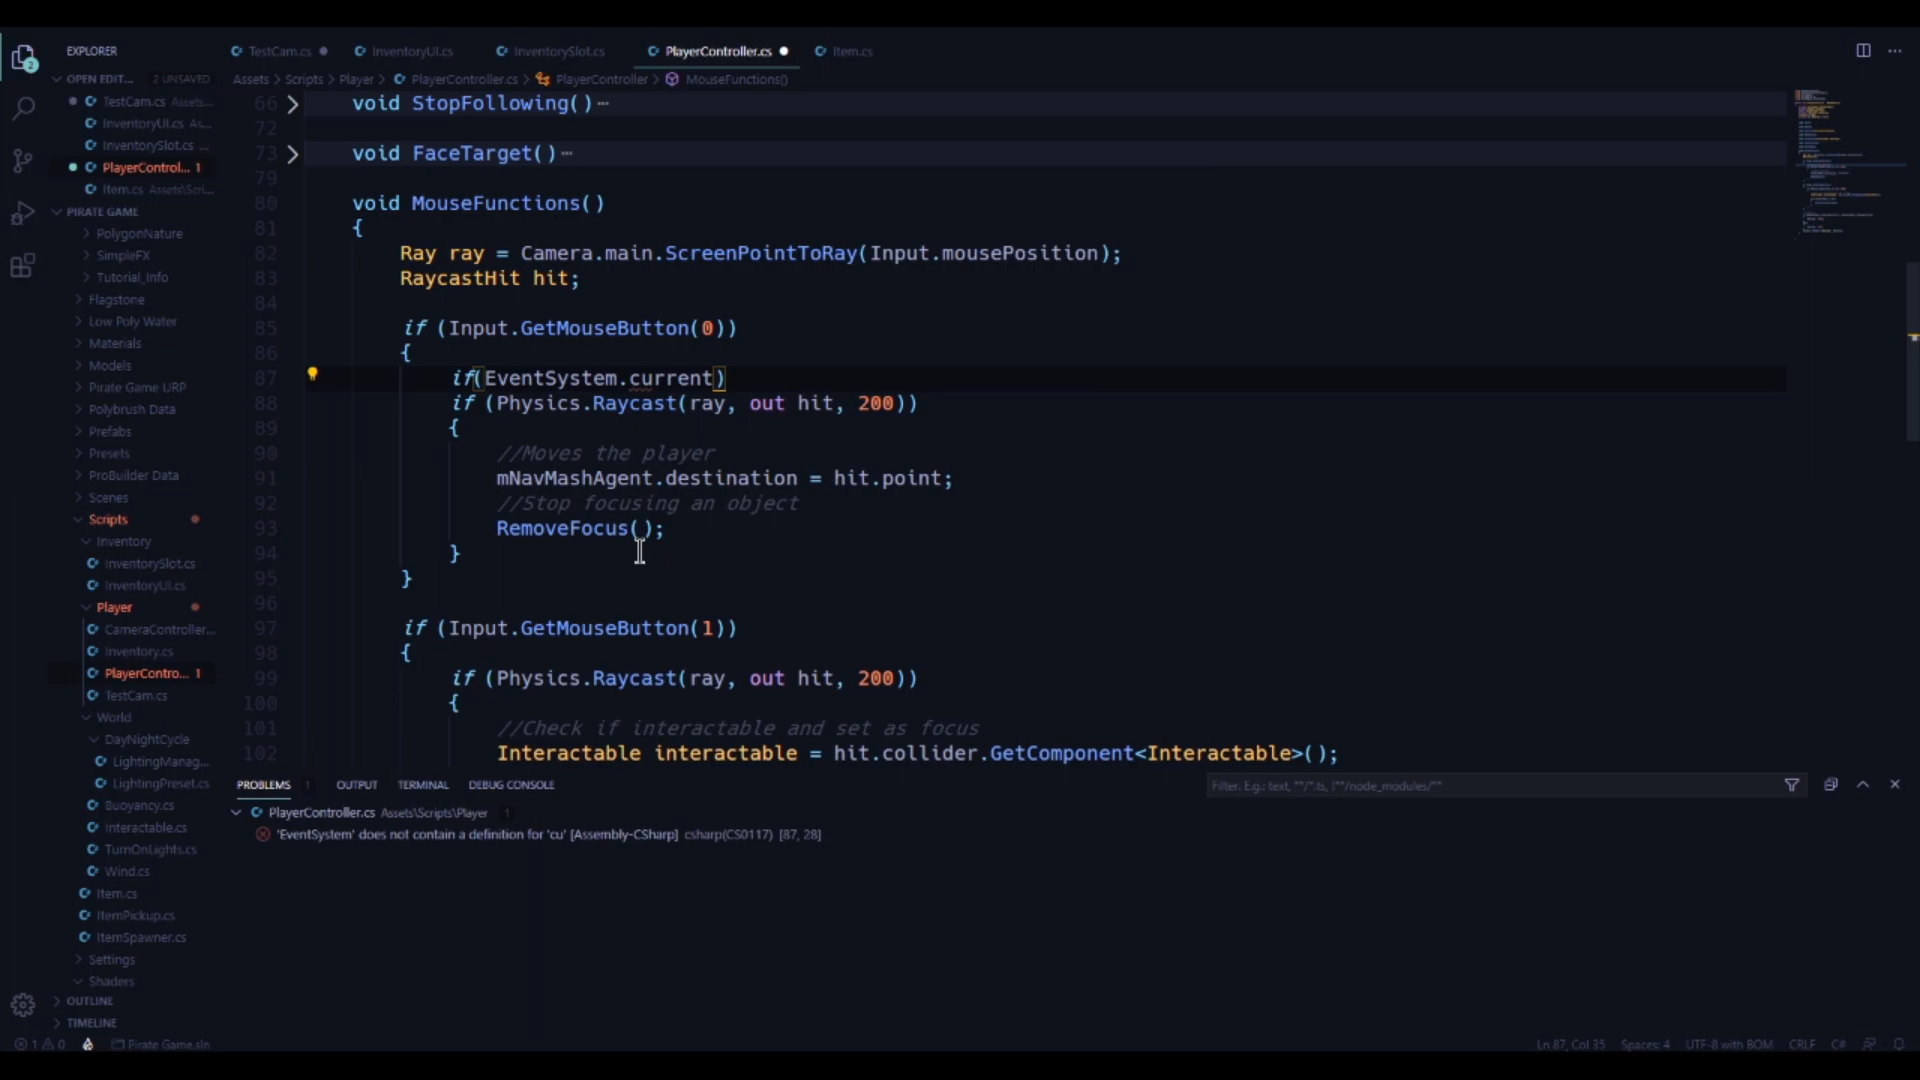 EXPLORER
TestCam.cs
InventoryUI.cs
InventorySlot.cs
PlayerController.cs
Item.cs
OPEN EDIT... 2 UNSAVED
Assets > Scripts > Player > PlayerController.cs > PlayerController > MouseFunctions()
TestCam.cs Assets...
InventoryUI.cs As...
InventorySlot.cs ...
PlayerControl... 1
Item.cs Assets\Scri...
PIRATE GAME
PolygonNature
SimpleFX
Tutorial_Info
Flagstone
Low Poly Water
Materials
Models
Pirate Game URP
Polybrush Data
Prefabs
Presets
ProBuilder Data
Scenes
Scripts
Inventory
InventorySlot.cs
InventoryUI.cs
Player
CameraController...
Inventory.cs
PlayerContro... 1
TestCam.cs
World
DayNightCycle
LightingManag...
LightingPreset.cs
Buoyancy.cs
Interactable.cs
TurnOnLights.cs
Wind.cs
Item.cs
ItemPickup.cs
ItemSpawner.cs
Settings
Shaders
OUTLINE
TIMELINE
66 void StopFollowing()
72
73 void FaceTarget()
79
80 void MouseFunctions()
81 {
82 Ray ray = Camera.main.ScreenPointToRay(Input.mousePosition);
83 RaycastHit hit;
84
85 if (Input.GetMouseButton(0))
86 {
87 if(EventSystem.current)
88 if (Physics.Raycast(ray, out hit, 200))
89 {
90 //Moves the player
91 mNavMashAgent.destination = hit.point;
92 //Stop focusing an object
93 RemoveFocus();
94 }
95 }
96
97 if (Input.GetMouseButton(1))
98 {
99 if (Physics.Raycast(ray, out hit, 200))
100 {
101 //Check if interactable and set as focus
102 Interactable interactable = hit.collider.GetComponent<Interactable>();
PROBLEMS 1 OUTPUT TERMINAL DEBUG CONSOLE
Filter. E.g.: text, **/*.ts, !**/node_modules/**
PlayerController.cs Assets\Scripts\Player 1
'EventSystem' does not contain a definition for 'cu' [Assembly-CSharp] csharp(CS0117) [87, 28]
1 0 Pirate Game.sln
Ln 87, Col 35 Spaces: 4 UTF-8 with BOM CRLF C#
2